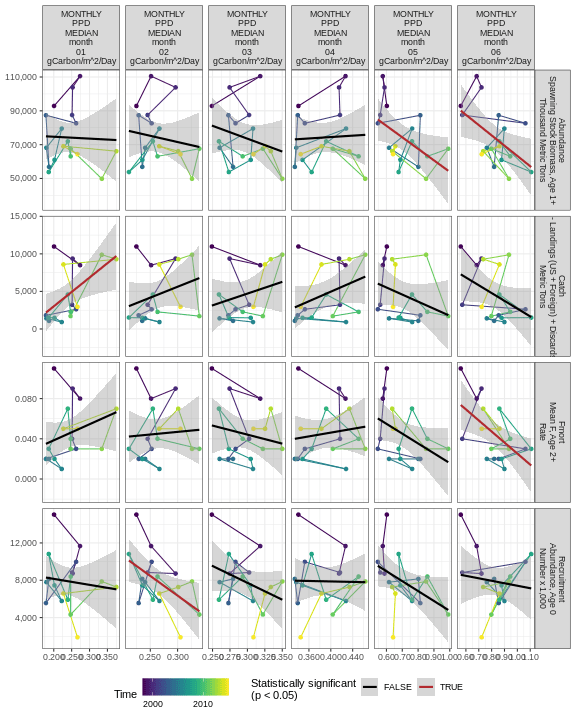 MONTHLY
PPD
MEDIAN
month
01
gCarbon/m^2/Day
MONTHLY
PPD
MEDIAN
month
02
gCarbon/m^2/Day
MONTHLY
PPD
MEDIAN
month
03
gCarbon/m^2/Day
MONTHLY
PPD
MEDIAN
month
04
gCarbon/m^2/Day
MONTHLY
PPD
MEDIAN
month
05
gCarbon/m^2/Day
MONTHLY
PPD
MEDIAN
month
06
gCarbon/m^2/Day
110,000
90,000
70,000
50,000
Abundance
Spawning Stock Biomass, Age 1+
Thousand Metric Tons
15,000
10,000
5,000
0
Catch
- Landings (US + Foreign) + Discards
Metric Tons
0.080
0.040
0.000
Fmort
Mean F, Age 2+
Rate
12,000
8,000
4,000
Recruitment
Abundance, Age 0
Number x 1,000
0.200 0.250 0.300 0.350
0.250 0.300
0.250 0.275 0.300 0.325 0.350
0.360 0.400 0.440
0.60 0.70 0.80 0.90 1.00
0.60 0.70 0.80 0.90 1.00 1.10
Time
2000 2010
Statistically significant
(p < 0.05)
FALSE
TRUE